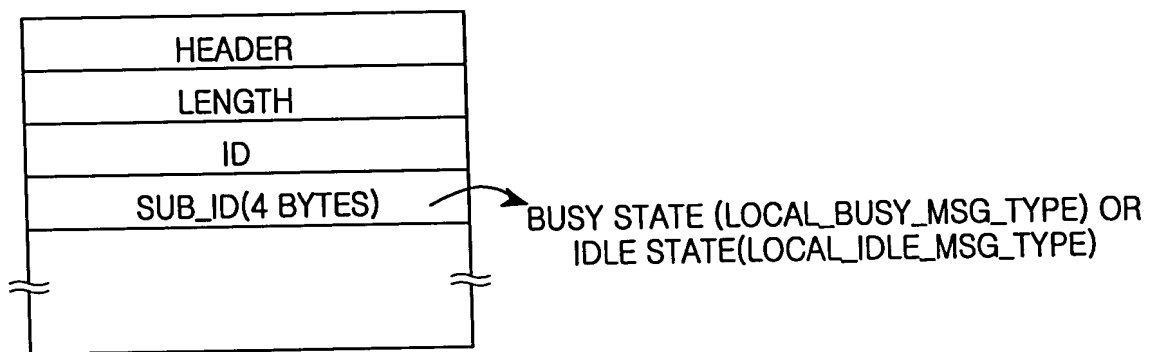 HEADER
LENGTH
ID
SUB_ID(4 BYTES)
BUSY STATE (LOCAL_BUSY_MSG_TYPE) OR
IDLE STATE(LOCAL_IDLE_MSG_TYPE)